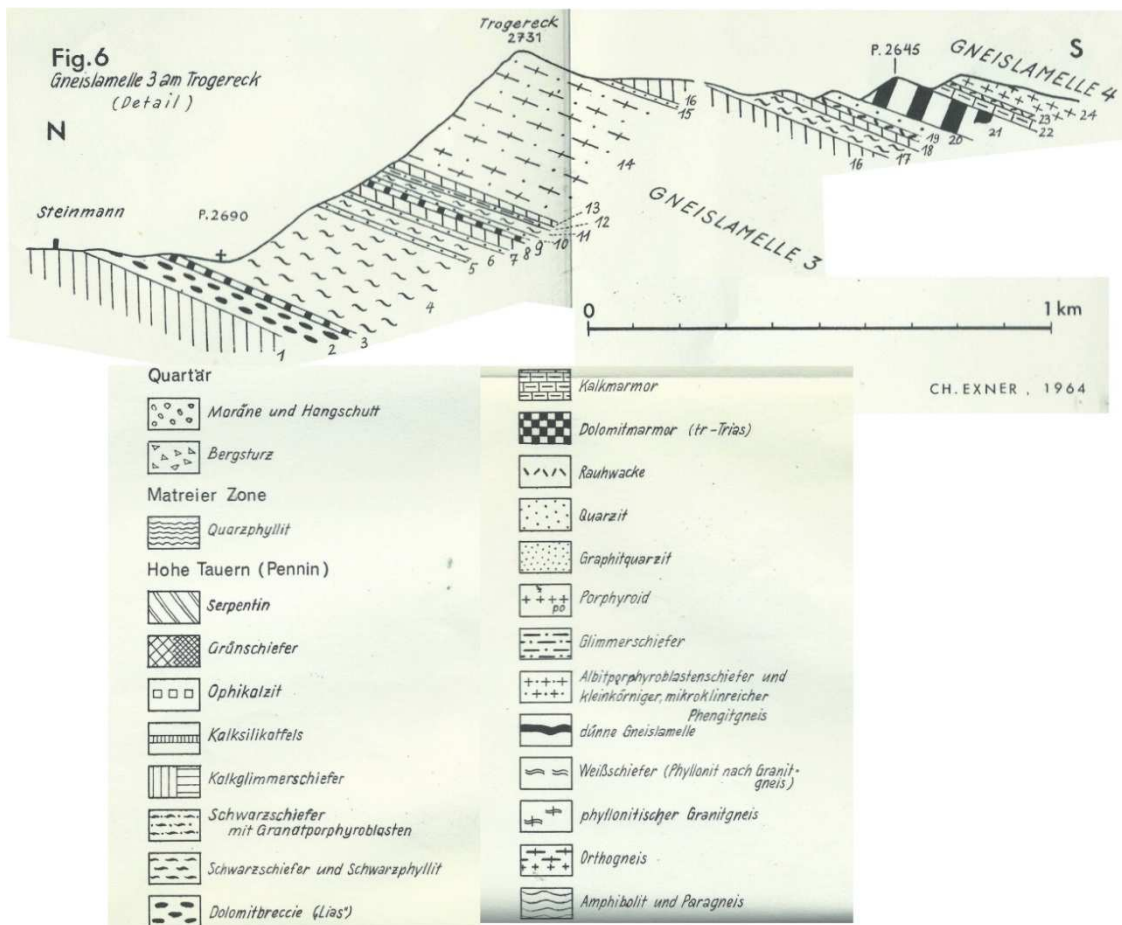 Fig.6
Gneislamelle 3 am Trogereck
(Detail)
N
Steinmann
P.2690
Trogereck
2731
P.2645
S
GNEISLAMELLE 4
GNEISLAMELLE 3
1
2
3
4
5
6
7
8
9
10
11
12
13
14
15
16
16
17
18
19
20
21
22
23
24
0
1 km
CH. EXNER, 1964
Quartär
Moräne und Hangschutt
Bergsturz
Matreier Zone
Quarzphyllit
Hohe Tauern (Pennin)
Serpentin
Grünschiefer
Ophikalzit
Kalksilikatfels
Kalkglimmerschiefer
Schwarzschiefer
mit Granatporphyroblasten
Schwarzschiefer und Schwarzphyllit
Dolomitbreccie („Lias")
Kalkmarmor
Dolomitmarmor (tr-Trias)
Rauhwacke
Quarzit
Graphitquarzit
po
Porphyroid
Glimmerschiefer
Albitporphyroblastenschiefer und
kleinkörniger, mikroklinreicher
Phengitgneis
dünne Gneislamelle
Weißschiefer (Phyllonit nach Granit-
gneis)
phyllonitischer Granitgneis
Orthogneis
Amphibolit und Paragneis